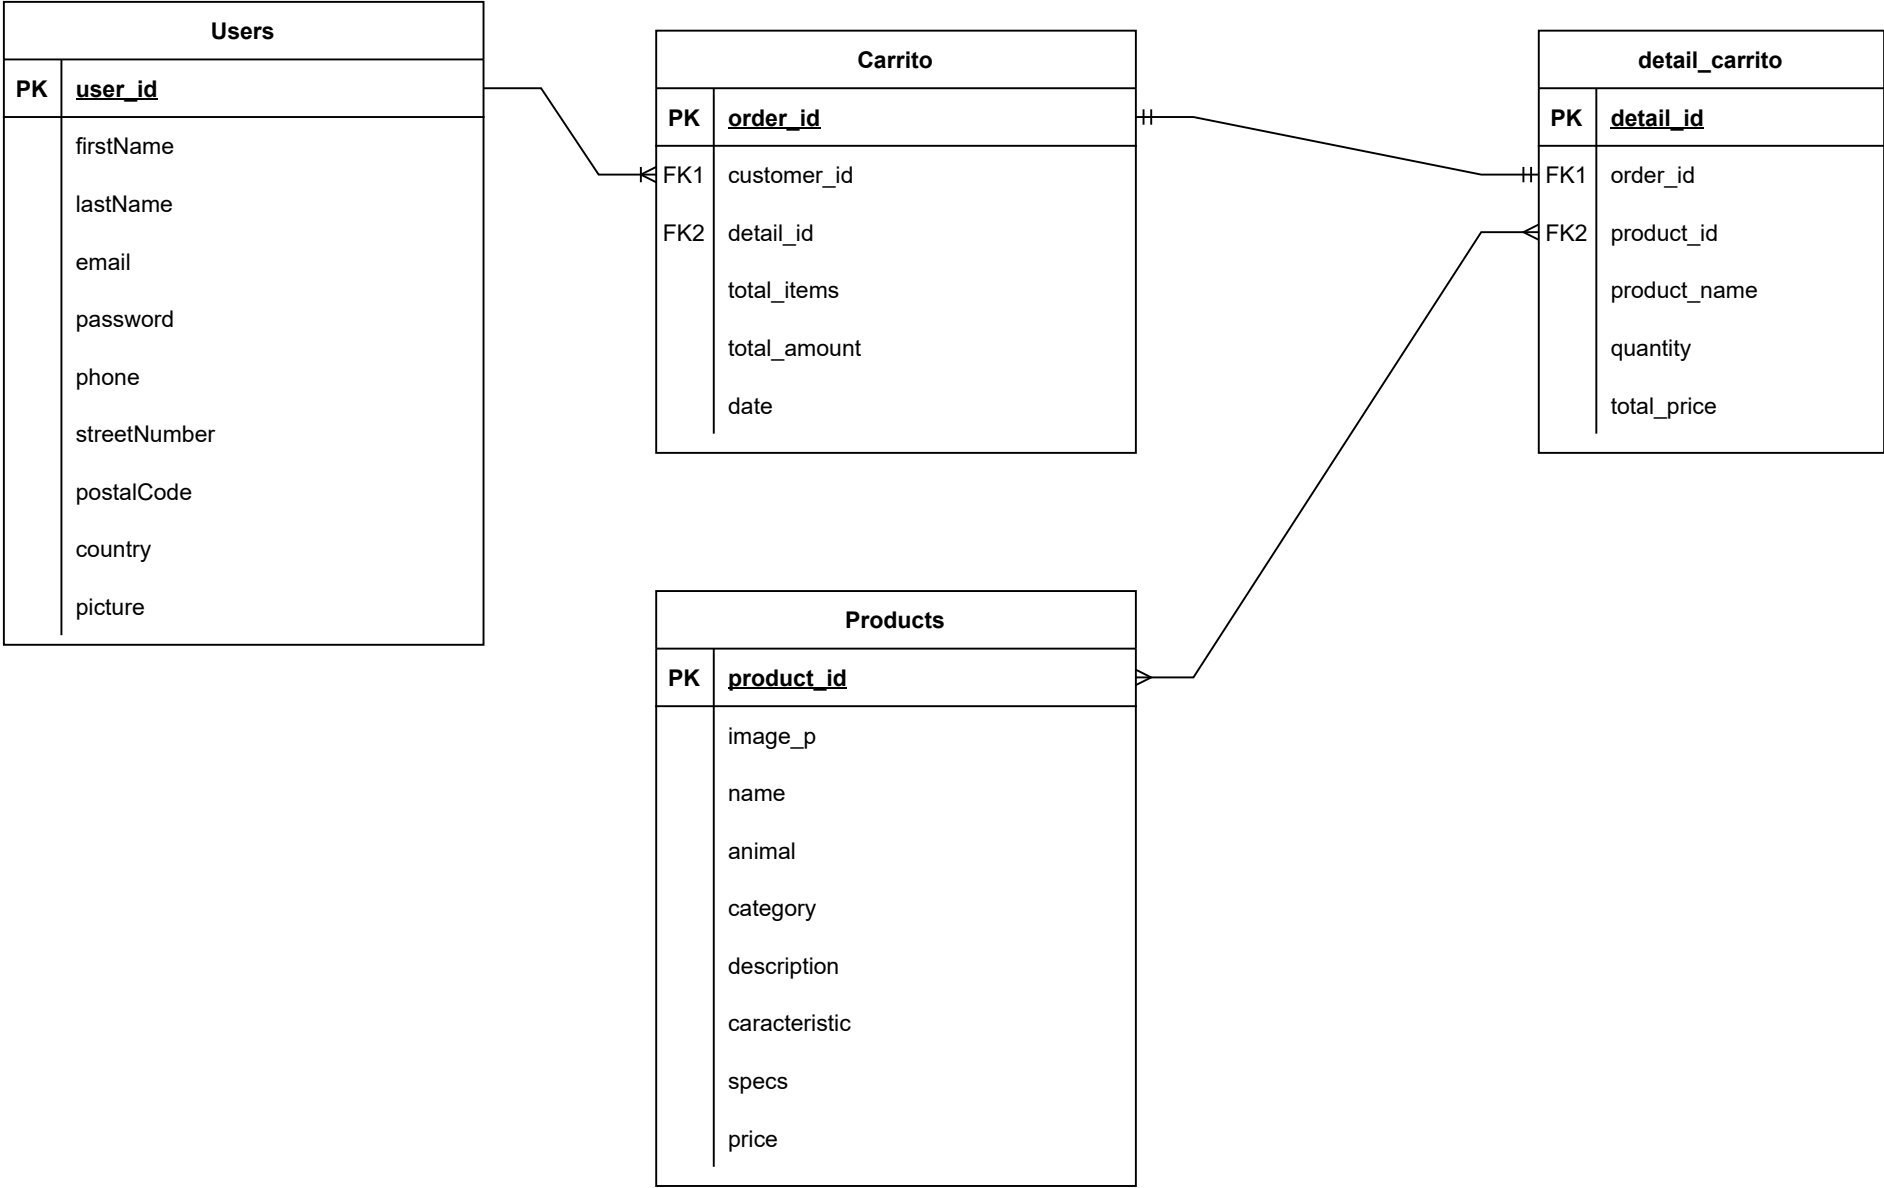 Users
PK user_id
firstName
lastName
email
password
phone
streetNumber
postalCode
country
picture
Carrito
PK order_id
FK1 customer_id
FK2 detail_id
total_items
total_amount
date
detail_carrito
PK detail_id
FK1 order_id
FK2 product_id
product_name
quantity
total_price
Products
PK product_id
image_p
name
animal
category
description
caracteristic
specs
price